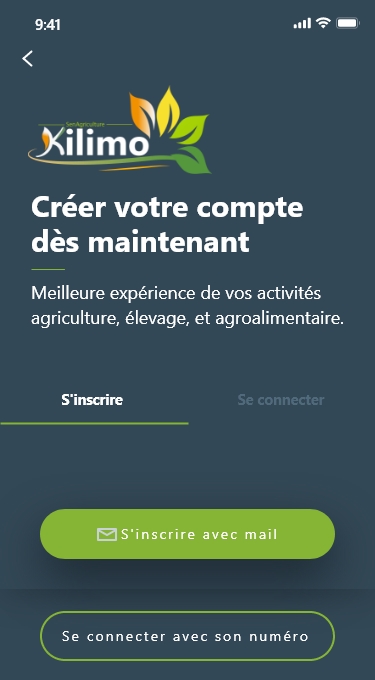 9:41
SenAgriculture
Kilimo
Créer votre compte
dès maintenant
Meilleure expérience de vos activités
agriculture, élevage, et agroalimentaire.
S'inscrire
Se connecter
S'inscrire avec mail
Se connecter avec son numéro